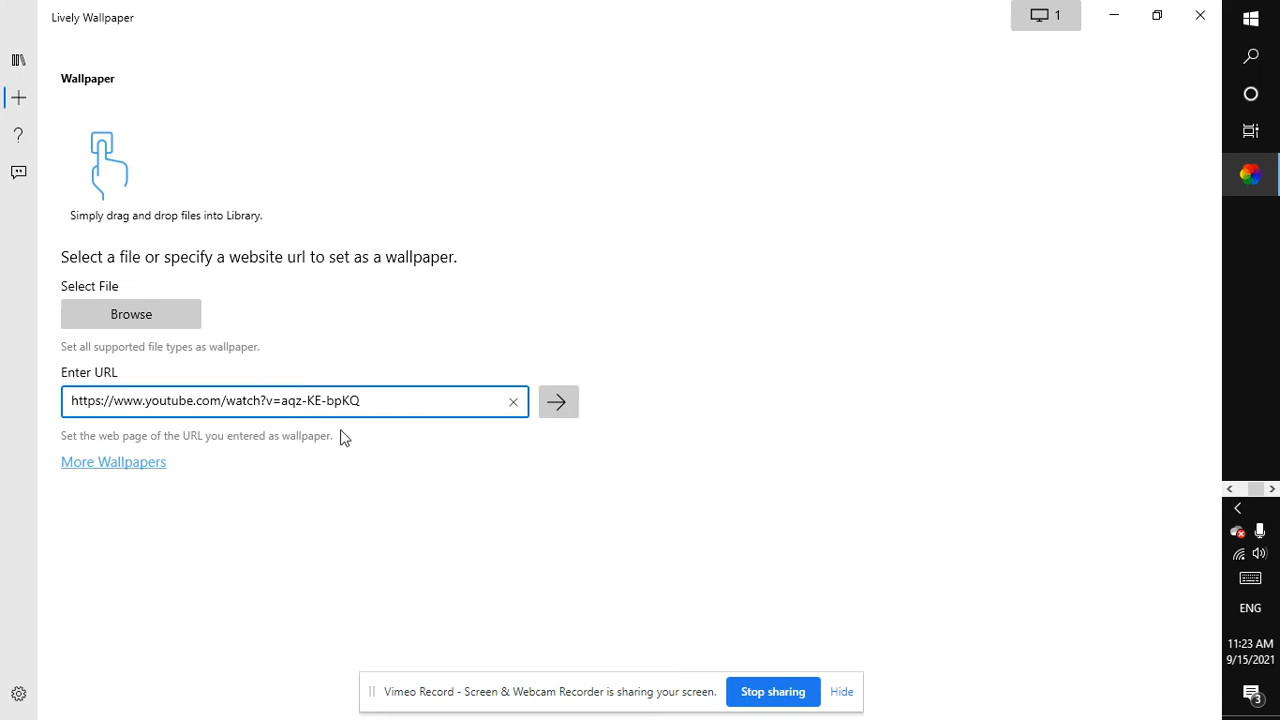 Lively Wallpaper
1
Wallpaper
Simply drag and drop files into Library.
Select a file or specify a website url to set as a wallpaper.
Select File
Browse
Set all supported file types as wallpaper.
Enter URL
https://www.youtube.com/watch?v=aqz-KE-bpKQ
Set the web page of the URL you entered as wallpaper.
More Wallpapers
Vimeo Record - Screen & Webcam Recorder is sharing your screen.
Stop sharing
Hide
ENG
11:23 AM
9/15/2021
3